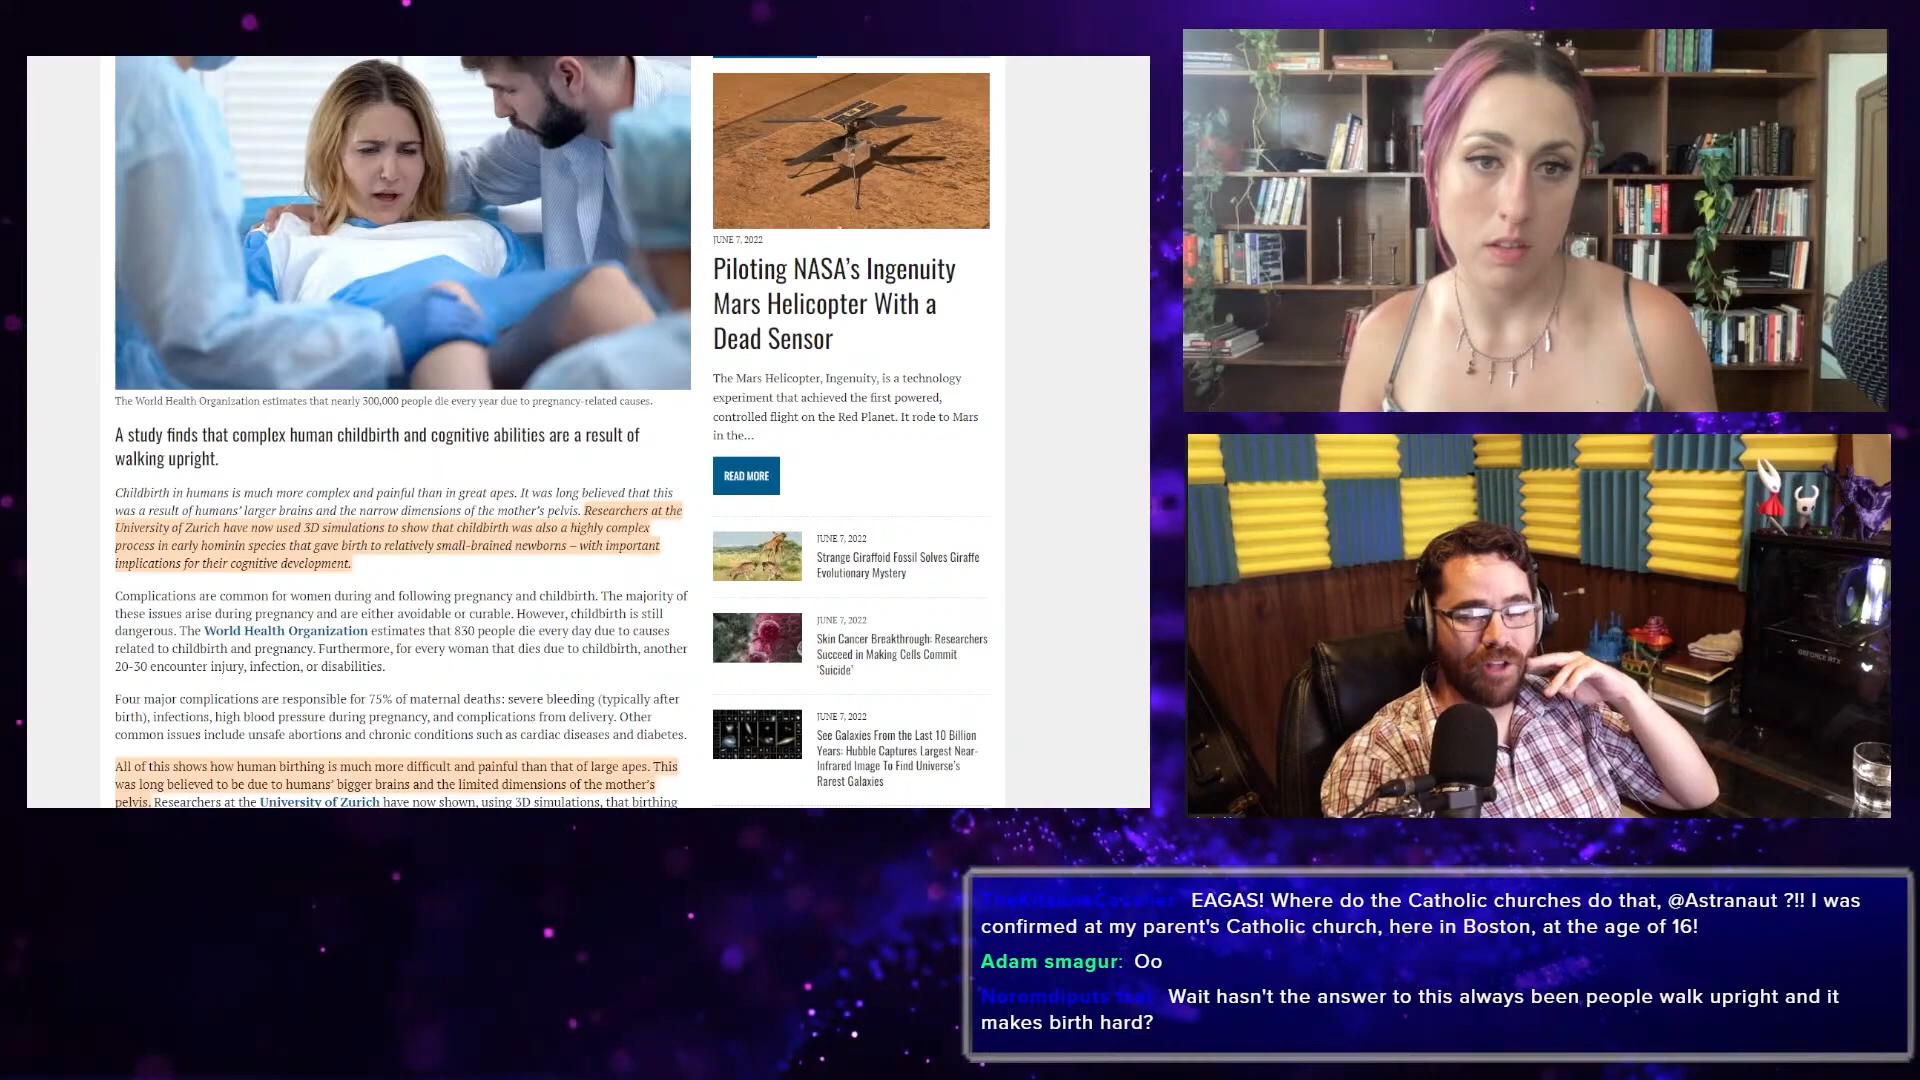 The World Health Organization estimates that nearly 300,000 people die every year due to pregnancy-related causes.
A study finds that complex human childbirth and cognitive abilities are a result of
walking upright.
Childbirth in humans is much more complex and painful than in great apes. It was long believed that this
was a result of humans' larger brains and the narrow dimensions of the mother's pelvis. Researchers at the
University of Zurich have now used 3D simulations to show that childbirth was also a highly complex
process in early hominin species that gave birth to relatively small-brained newborns – with important
implications for their cognitive development.
Complications are common for women during and following pregnancy and childbirth. The majority of
these issues arise during pregnancy and are either avoidable or curable. However, childbirth is still
dangerous. The World Health Organization estimates that 830 people die every day due to causes
related to childbirth and pregnancy. Furthermore, for every woman that dies due to childbirth, another
20-30 encounter injury, infection, or disabilities.
Four major complications are responsible for 75% of maternal deaths: severe bleeding (typically after
birth), infections, high blood pressure during pregnancy, and complications from delivery. Other
common issues include unsafe abortions and chronic conditions such as cardiac diseases and diabetes.
All of this shows how human birthing is much more difficult and painful than that of large apes. This
was long believed to be due to humans' bigger brains and the limited dimensions of the mother's
pelvis. Researchers at the University of Zurich have now shown, using 3D simulations, that birthing
JUNE 7, 2022
Piloting NASA's Ingenuity
Mars Helicopter With a
Dead Sensor
The Mars Helicopter, Ingenuity, is a technology
experiment that achieved the first powered,
controlled flight on the Red Planet. It rode to Mars
in the...
READ MORE
JUNE 7, 2022
Strange Giraffoid Fossil Solves Giraffe
Evolutionary Mystery
JUNE 7, 2022
Skin Cancer Breakthrough: Researchers
Succeed in Making Cells Commit
'Suicide'
JUNE 7, 2022
See Galaxies From the Last 10 Billion
Years: Hubble Captures Largest Near-
Infrared Image To Find Universe's
Rarest Galaxies
GEFORCE RTX
EAGAS! Where do the Catholic churches do that, @Astranaut ?!! I was
confirmed at my parent's Catholic church, here in Boston, at the age of 16!
Adam smagur: Oo
Wait hasn't the answer to this always been people walk upright and it
makes birth hard?